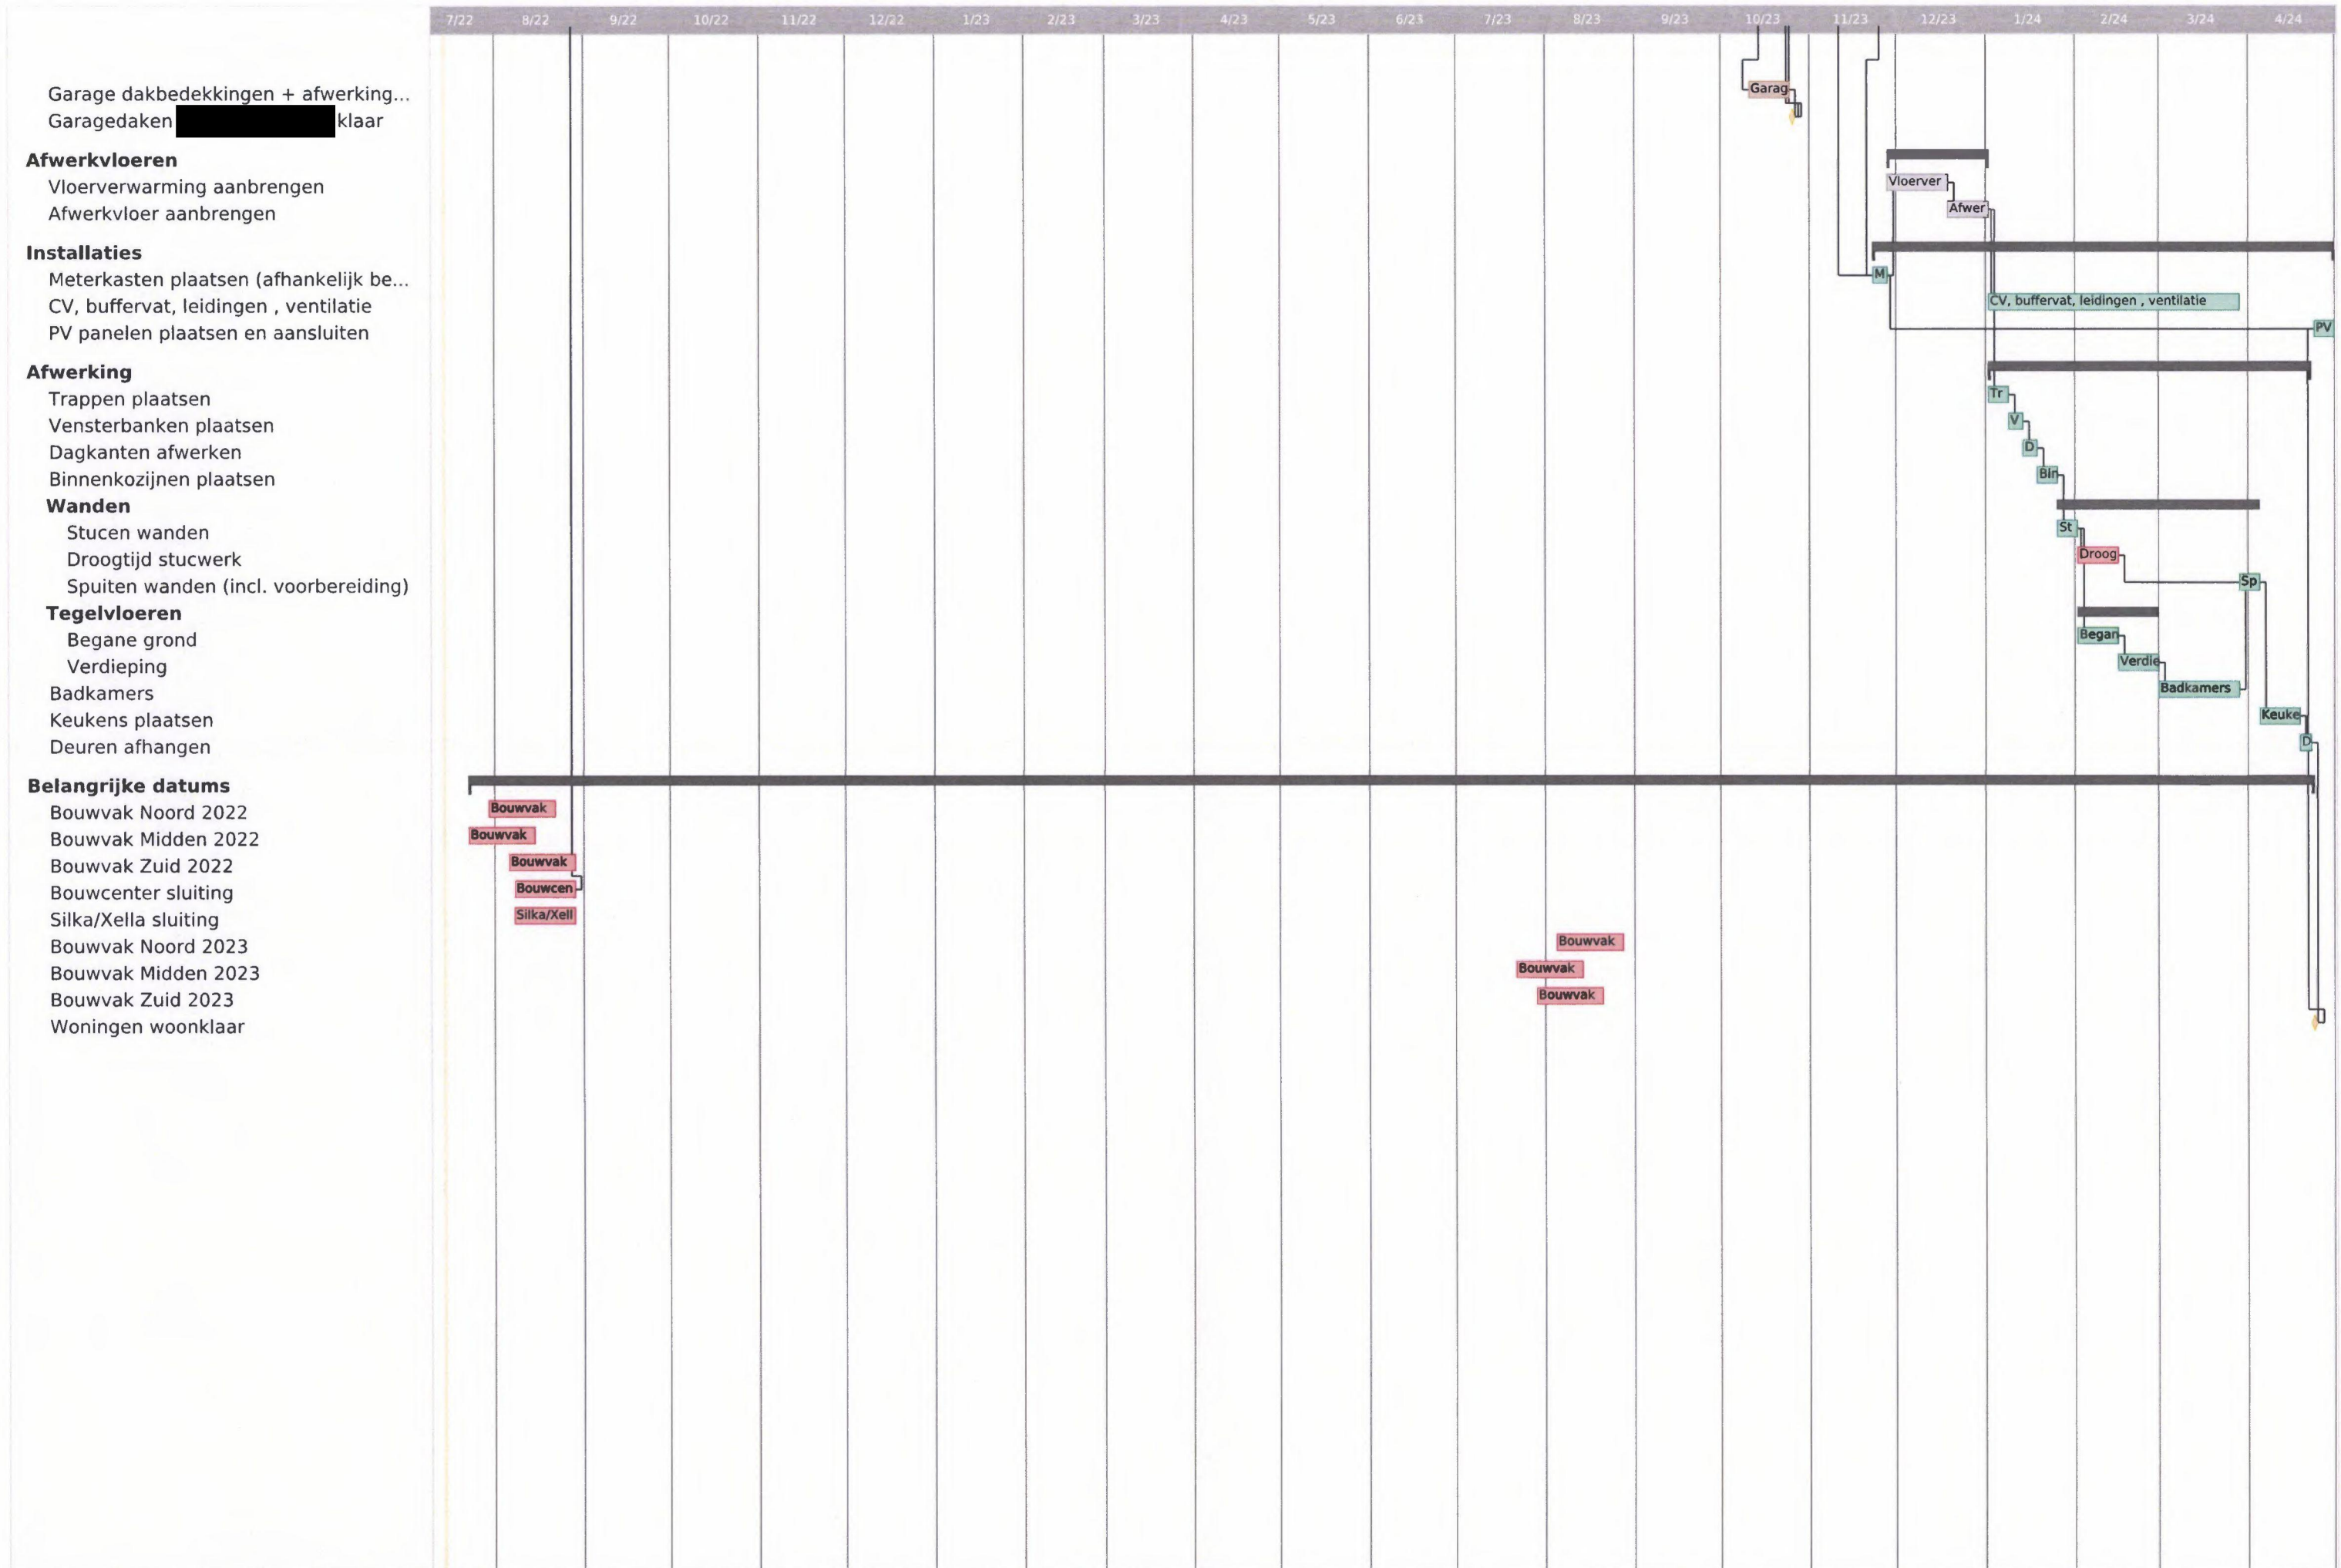 7/22 8/22 9/22 10/22 11/22 12/22 1/23 2/23 3/23 4/23 5/23 6/23 7/23 8/23 9/23 10/23 11/23 12/23 1/24 2/24 3/24 4/24
Garage dakbedekkingen + afwerking... Garag
Garagedaken klaar
Afwerkvloeren
Vloerverwarming aanbrengen Vloerver
Afwerkvloer aanbrengen Afwer
Installaties
Meterkasten plaatsen (afhankelijk be... M
CV, buffervat, leidingen , ventilatie CV, buffervat, leidingen , ventilatie
PV panelen plaatsen en aansluiten PV
Afwerking
Trappen plaatsen Tr
Vensterbanken plaatsen V
Dagkanten afwerken D
Binnenkozijnen plaatsen Bin
Wanden
Stucen wanden St
Droogtijd stucwerk Droog
Spuiten wanden (incl. voorbereiding) Sp
Tegelvloeren
Begane grond Began
Verdieping Verdie
Badkamers Badkamers
Keukens plaatsen Keuke
Deuren afhangen D
Belangrijke datums
Bouwvak Noord 2022 Bouwvak
Bouwvak Midden 2022 Bouwvak
Bouwvak Zuid 2022 Bouwvak
Bouwcenter sluiting Bouwcen
Silka/Xella sluiting Silka/Xell
Bouwvak Noord 2023 Bouwvak
Bouwvak Midden 2023 Bouwvak
Bouwvak Zuid 2023 Bouwvak
Woningen woonklaar